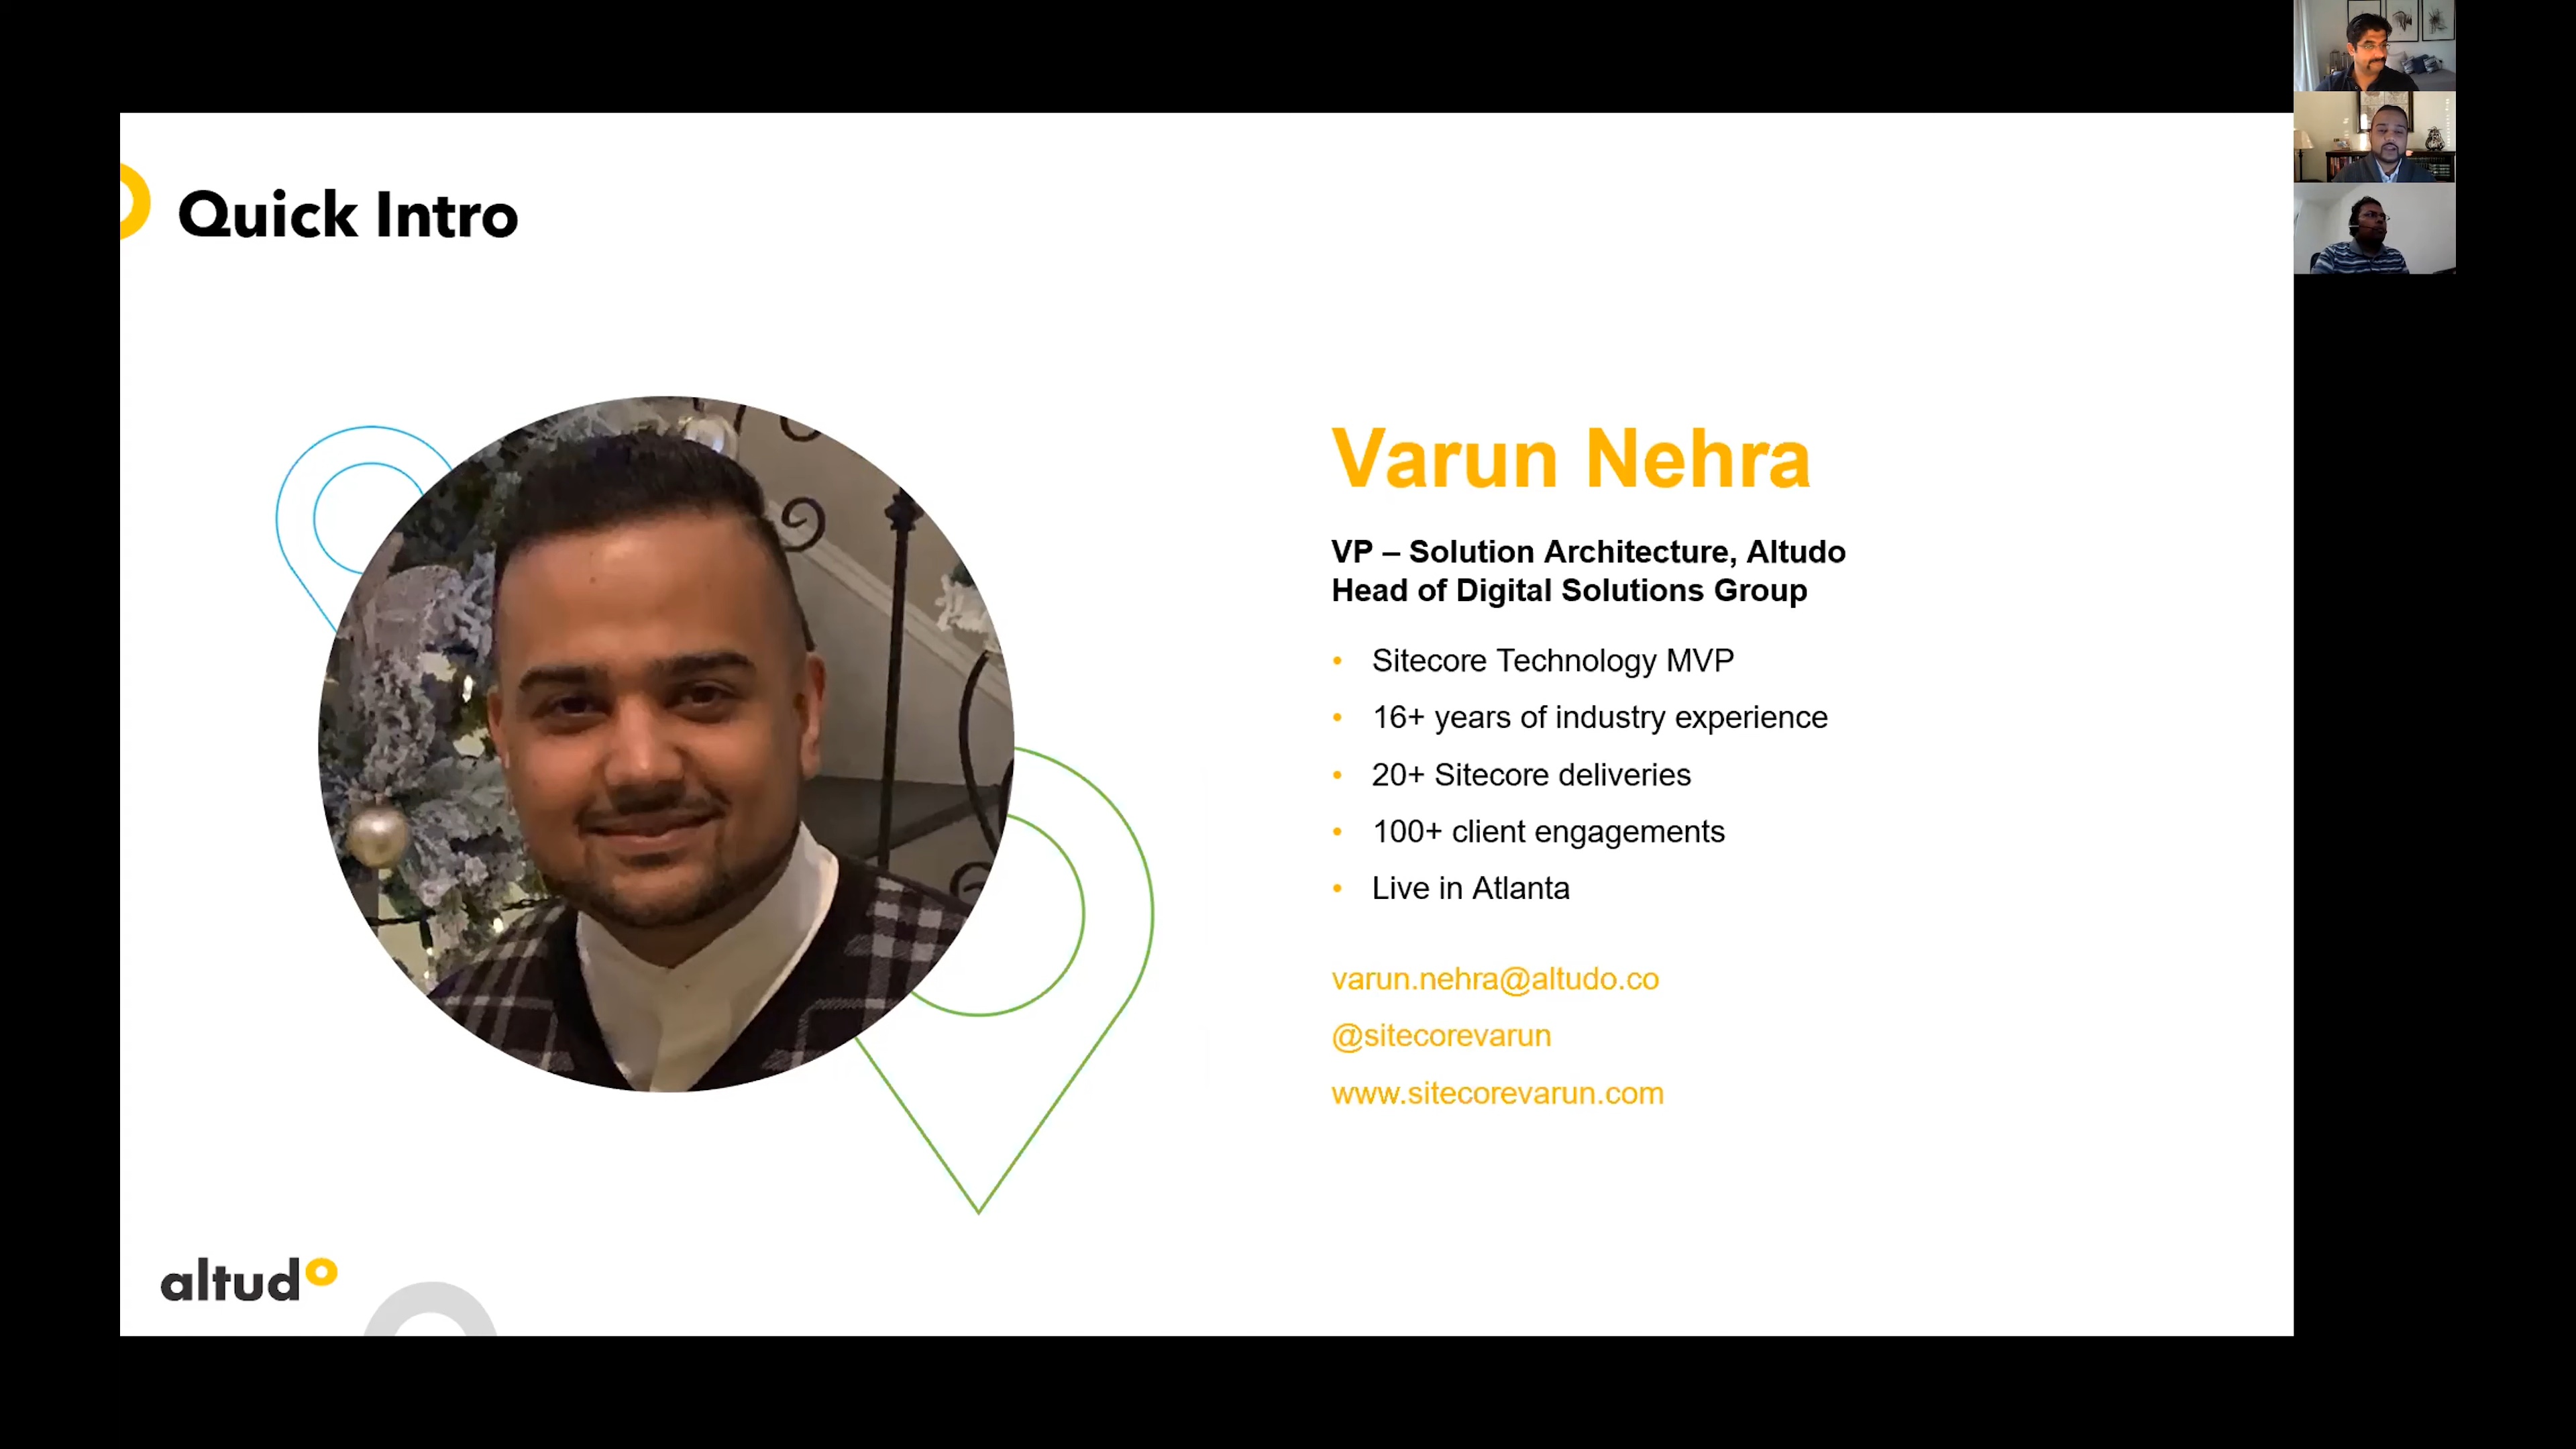 Quick Intro
Varun Nehra
VP – Solution Architecture, Altudo
Head of Digital Solutions Group
• Sitecore Technology MVP
• 16+ years of industry experience
• 20+ Sitecore deliveries
• 100+ client engagements
• Live in Atlanta
varun.nehra@altudo.co
@sitecorevarun
www.sitecorevarun.com
altudo